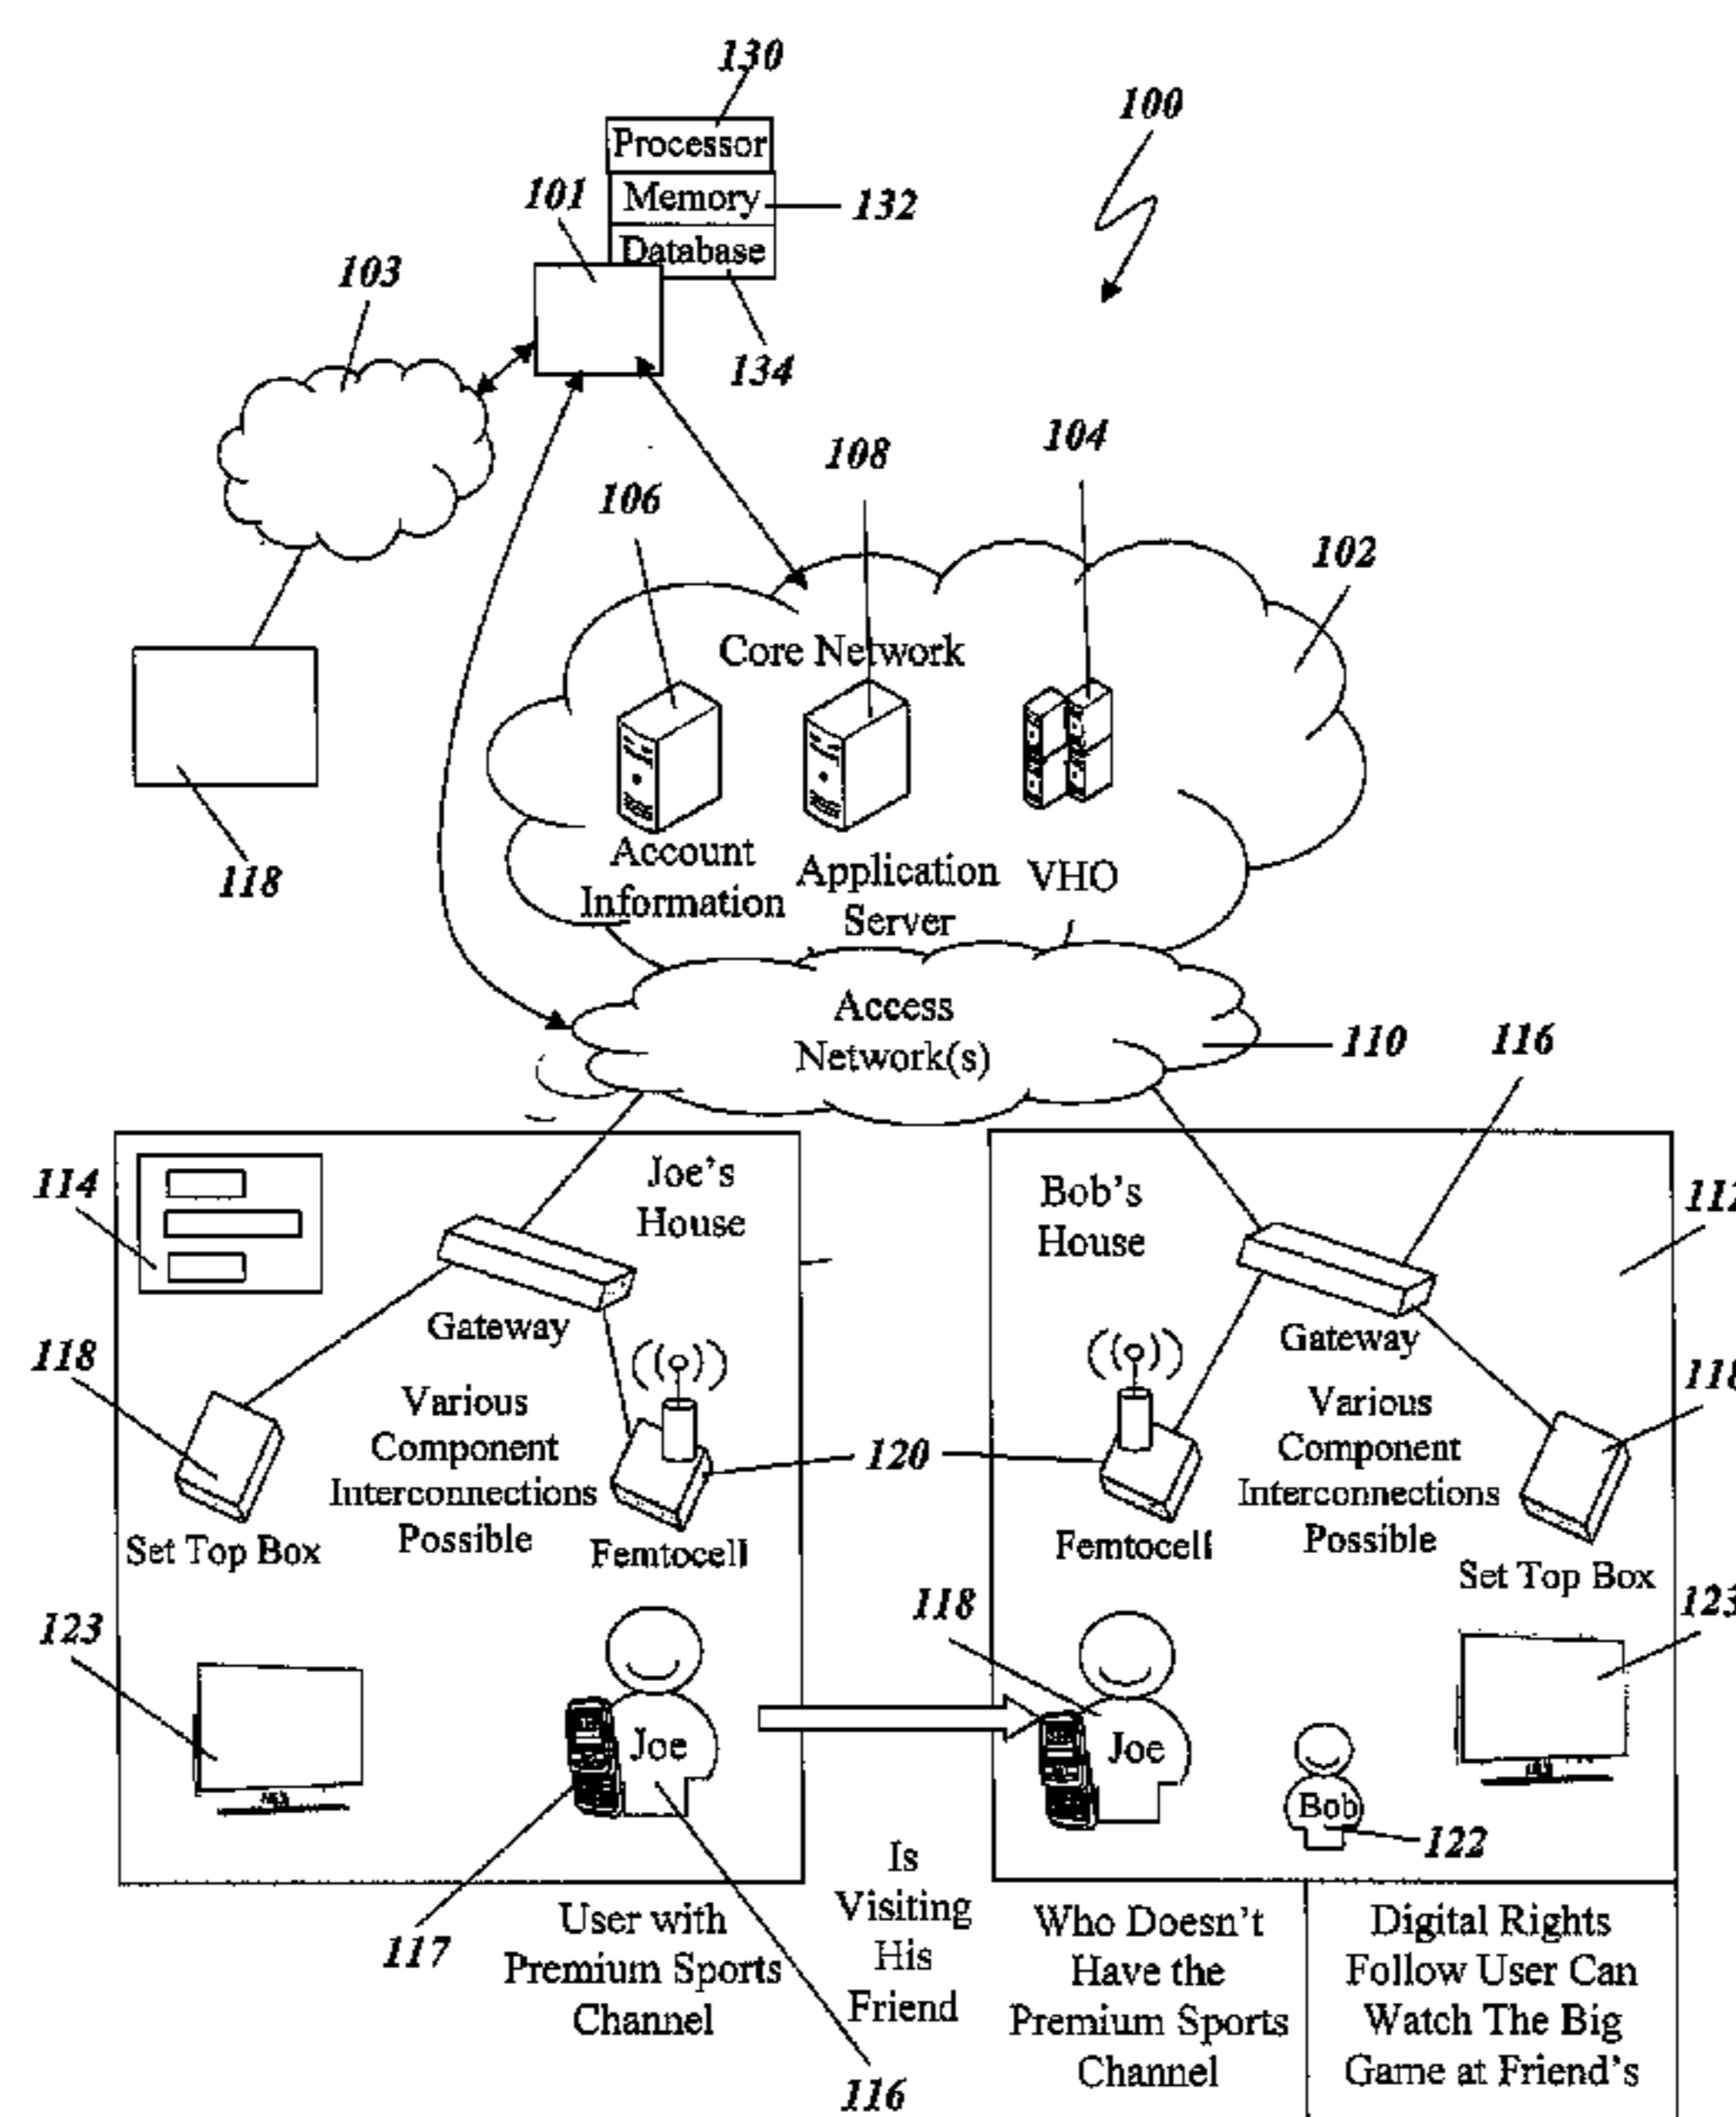 130
100
Processor
101
Memory
132
Database
103
134
104
108
106
102
Core Network
118
Account
Information
Application
Server
VHO
Access
Network(s)
110
116
114
Joe's
House
Bob's
House
Gateway
Gateway
118
Various
Component
Interconnections
Possible
120
Various
Component
Interconnections
Possible
Set Top Box
Femtocell
Femtocell
Set Top Box
123
118
Joe
Joe
Bob
122
117
User with
Premium Sports
Channel
116
Is
Visiting
His
Friend
Who Doesn't
Have the
Premium Sports
Channel
Digital Rights
Follow User Can
Watch The Big
Game at Friend's